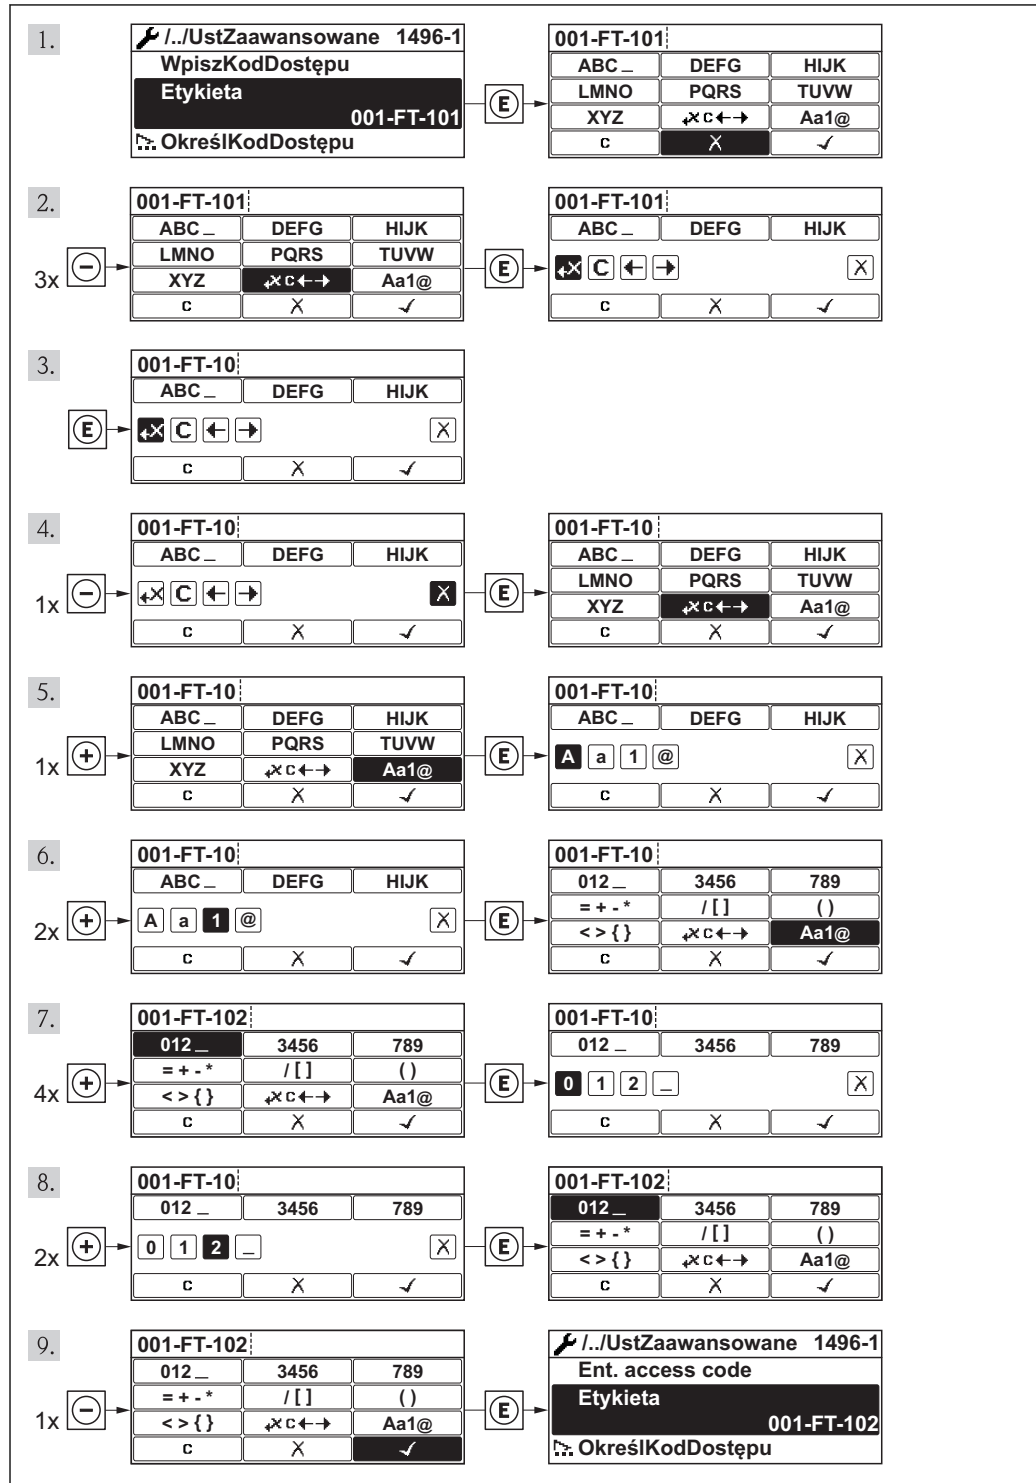 1.
/../UstZaawansowane 1496-1
WpiszKodDostępu
Etykieta
001-FT-101
OkreślKodDostępu
E
001-FT-101
ABC_ DEFG HIJK
LMNO PQRS TUVW
XYZ C Aa1@
C
2.
3x
001-FT-101
ABC_ DEFG HIJK
LMNO PQRS TUVW
XYZ C Aa1@
C
E
001-FT-101
ABC_ DEFG HIJK
C
C
3.
E
001-FT-10
ABC_ DEFG HIJK
C
C
4.
1x
001-FT-10
ABC_ DEFG HIJK
C
C
E
001-FT-10
ABC_ DEFG HIJK
LMNO PQRS TUVW
XYZ C Aa1@
C
5.
1x
001-FT-10
ABC_ DEFG HIJK
LMNO PQRS TUVW
XYZ C Aa1@
C
E
001-FT-10
ABC_ DEFG HIJK
A a 1 @
C
6.
2x
001-FT-10
ABC_ DEFG HIJK
A a 1 @
C
E
001-FT-10
012_ 3456 789
=+-* /[] ()
<>{} C Aa1@
C
7.
4x
001-FT-102
012_ 3456 789
=+-* /[] ()
<>{} C Aa1@
C
E
001-FT-10
012_ 3456 789
0 1 2 _
C
8.
2x
001-FT-10
012_ 3456 789
0 1 2 _
C
E
001-FT-102
012_ 3456 789
=+-* /[] ()
<>{} C Aa1@
C
9.
1x
001-FT-102
012_ 3456 789
=+-* /[] ()
<>{} C Aa1@
C
E
/../UstZaawansowane 1496-1
Ent. access code
Etykieta
001-FT-102
OkreślKodDostępu